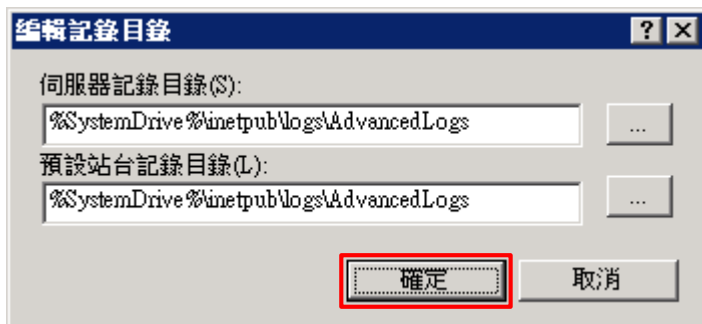 編輯記錄目錄
伺服器記錄目錄(S):
%SystemDrive%\inetpub\logs\AdvancedLogs
...
預設站台記錄目錄(L):
%SystemDrive%\inetpub\logs\AdvancedLogs
...
確定 取消